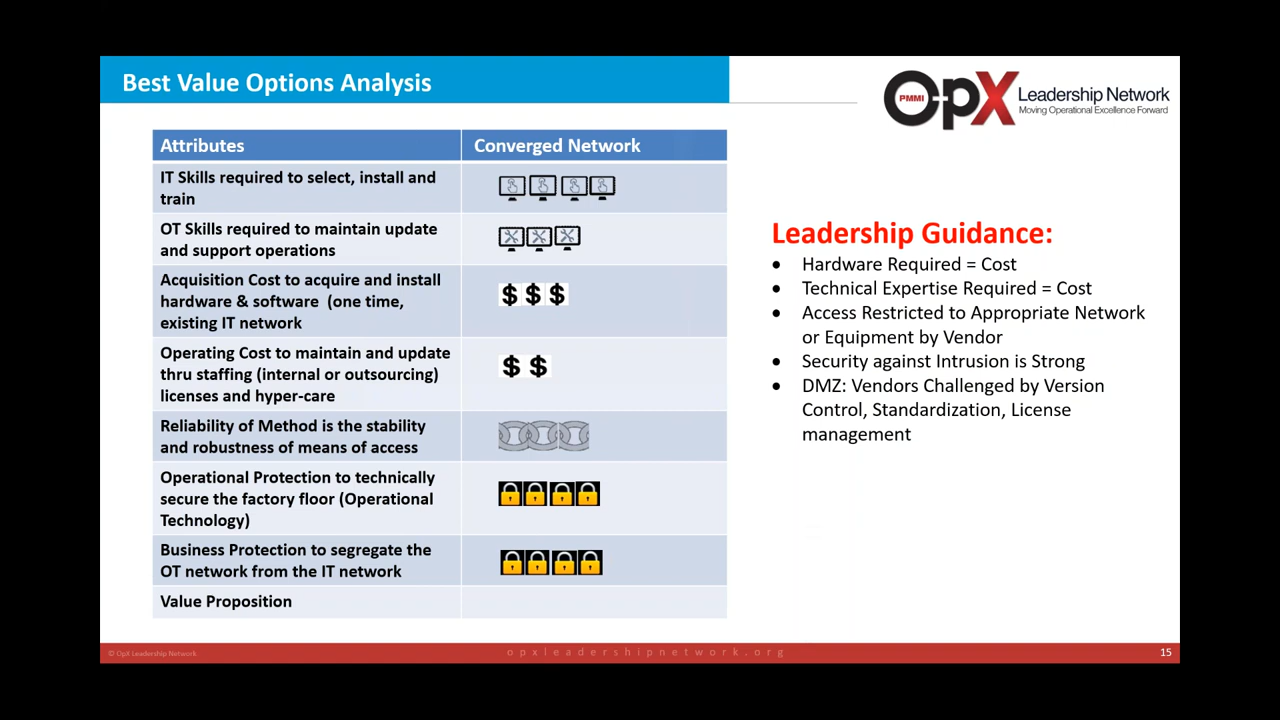 Best Value Options Analysis
OpX
PMMI
Leadership Network
Moving Operational Excellence Forward
Attributes
Converged Network
IT Skills required to select, install and
train
OT Skills required to maintain update
and support operations
Acquisition Cost to acquire and install
hardware & software (one time,
existing IT network
$ $ $
Operating Cost to maintain and update
thru staffing (internal or outsourcing)
licenses and hyper-care
$ $
Reliability of Method is the stability
and robustness of means of access
Operational Protection to technically
secure the factory floor (Operational
Technology)
Business Protection to segregate the
OT network from the IT network
Value Proposition
Leadership Guidance:
• Hardware Required = Cost
• Technical Expertise Required = Cost
• Access Restricted to Appropriate Network
or Equipment by Vendor
• Security against Intrusion is Strong
• DMZ: Vendors Challenged by Version
Control, Standardization, License
management
© OpX Leadership Network
opxleadershipnetwork.org
15